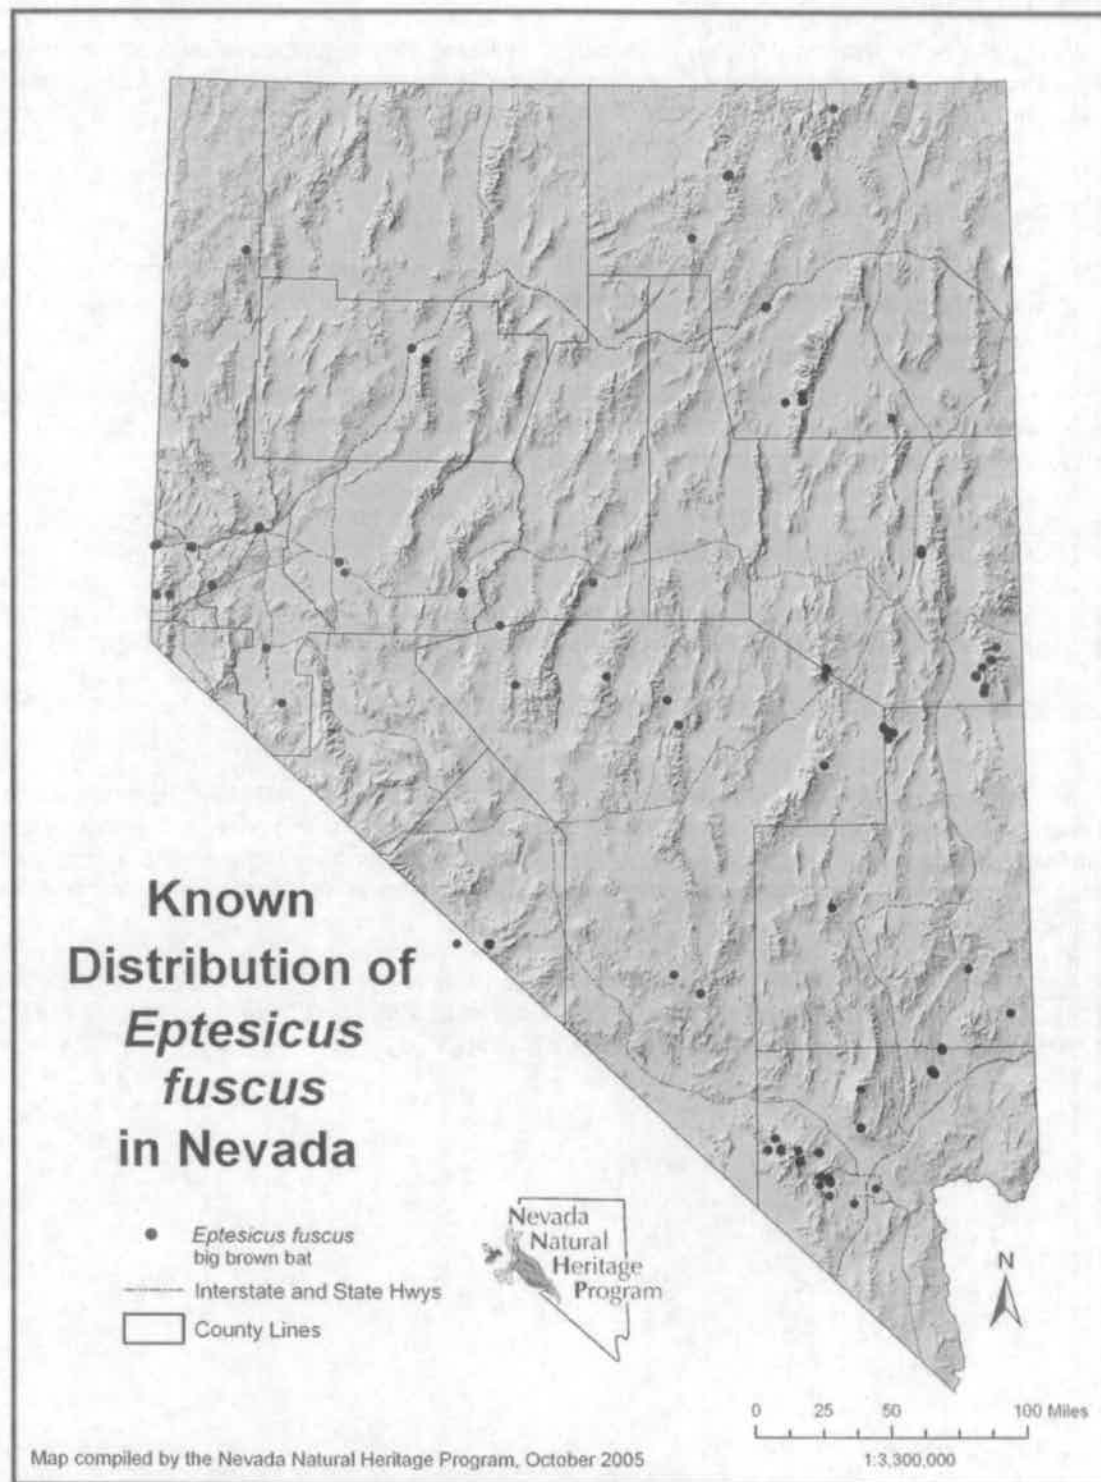 Known
Distribution of
Eptesicus
fuscus
in Nevada
Eptesicus fuscus
big brown bat
Interstate and State Hwys
County Lines
Nevada
Natural
Heritage
Program
N
0 25 50 100 Miles
1:3,300,000
Map compiled by the Nevada Natural Heritage Program, October 2005